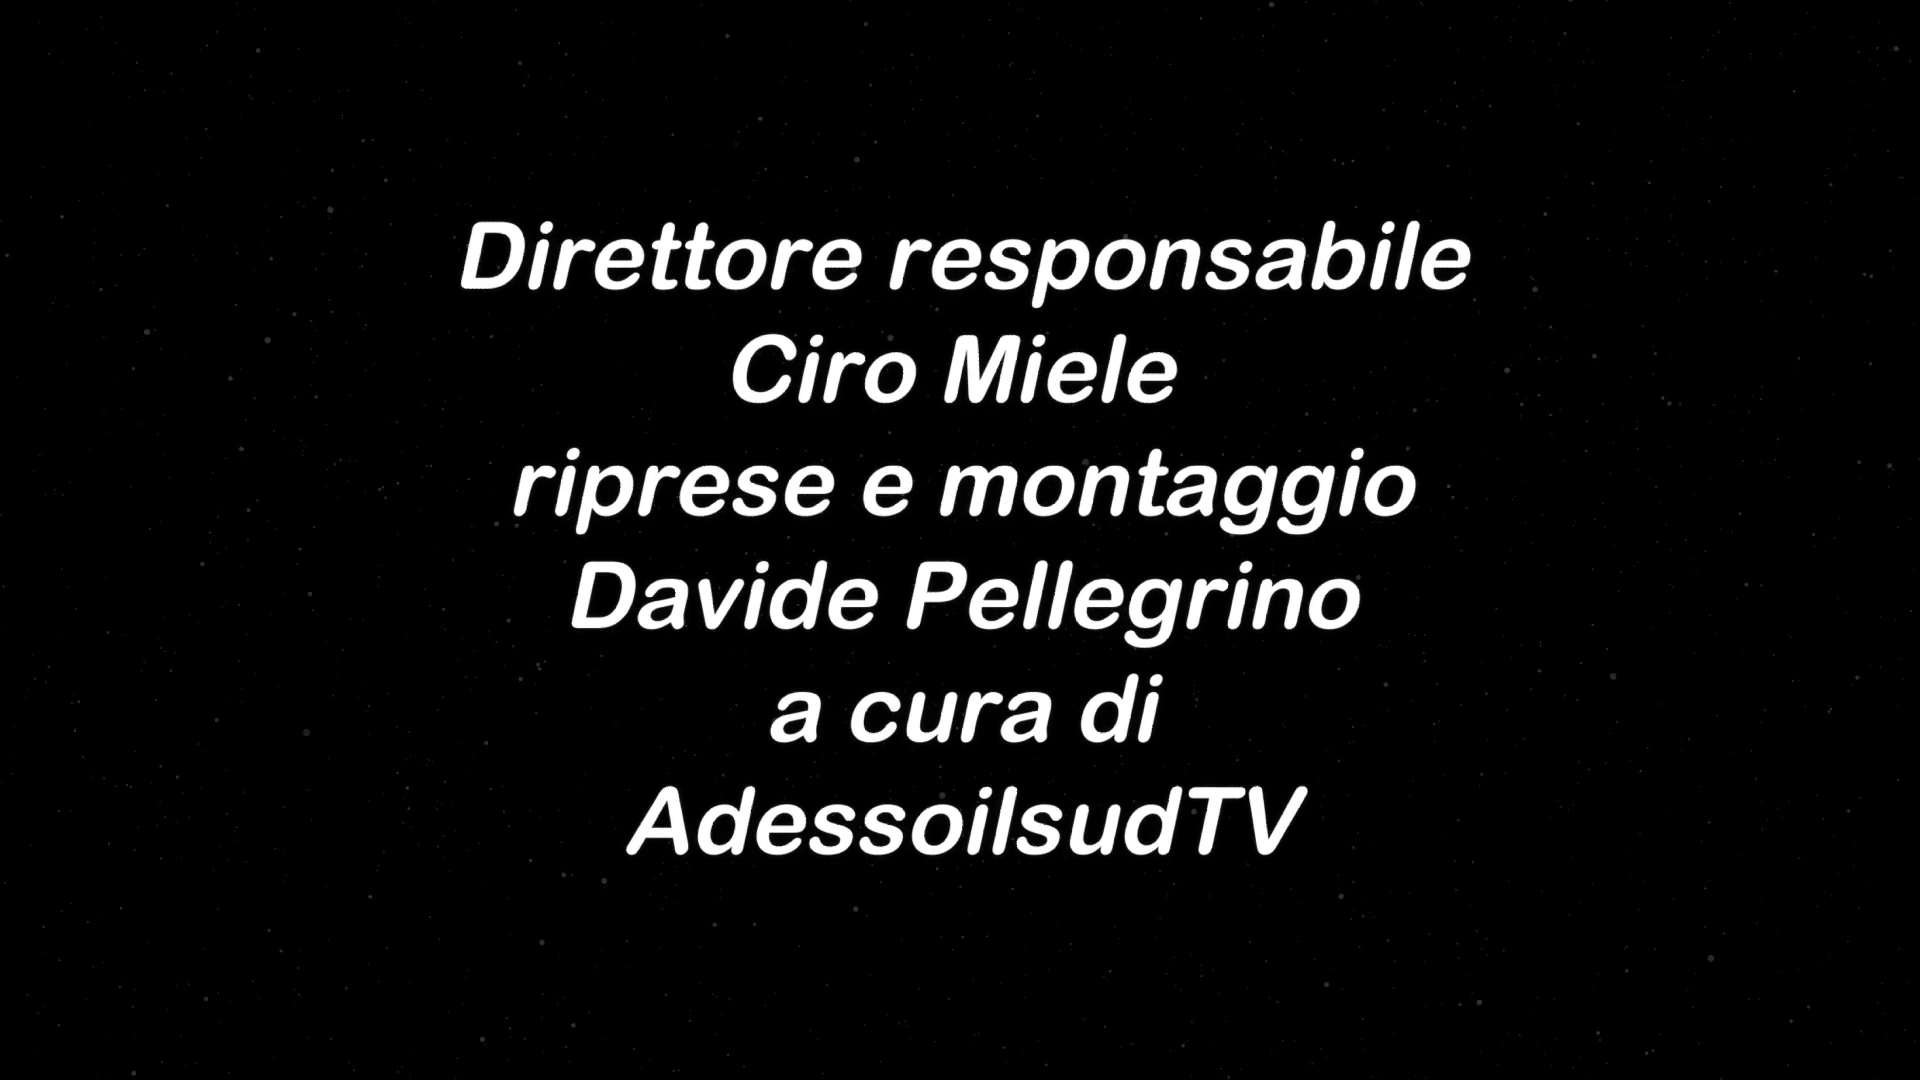 Direttore responsabile
Ciro Miele
riprese e montaggio
Davide Pellegrino
a cura di
AdessoilsudTV